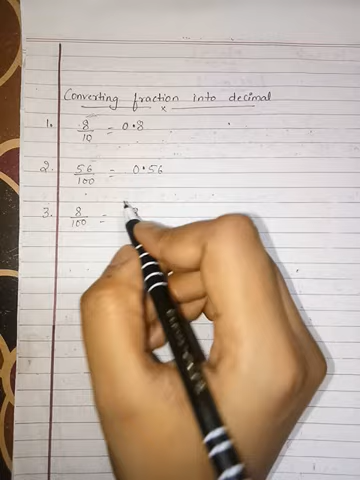 Converting fraction into decimal
x
1. 8/10 = 0.8
2. 56/100 = 0.56
3. 8/100 =